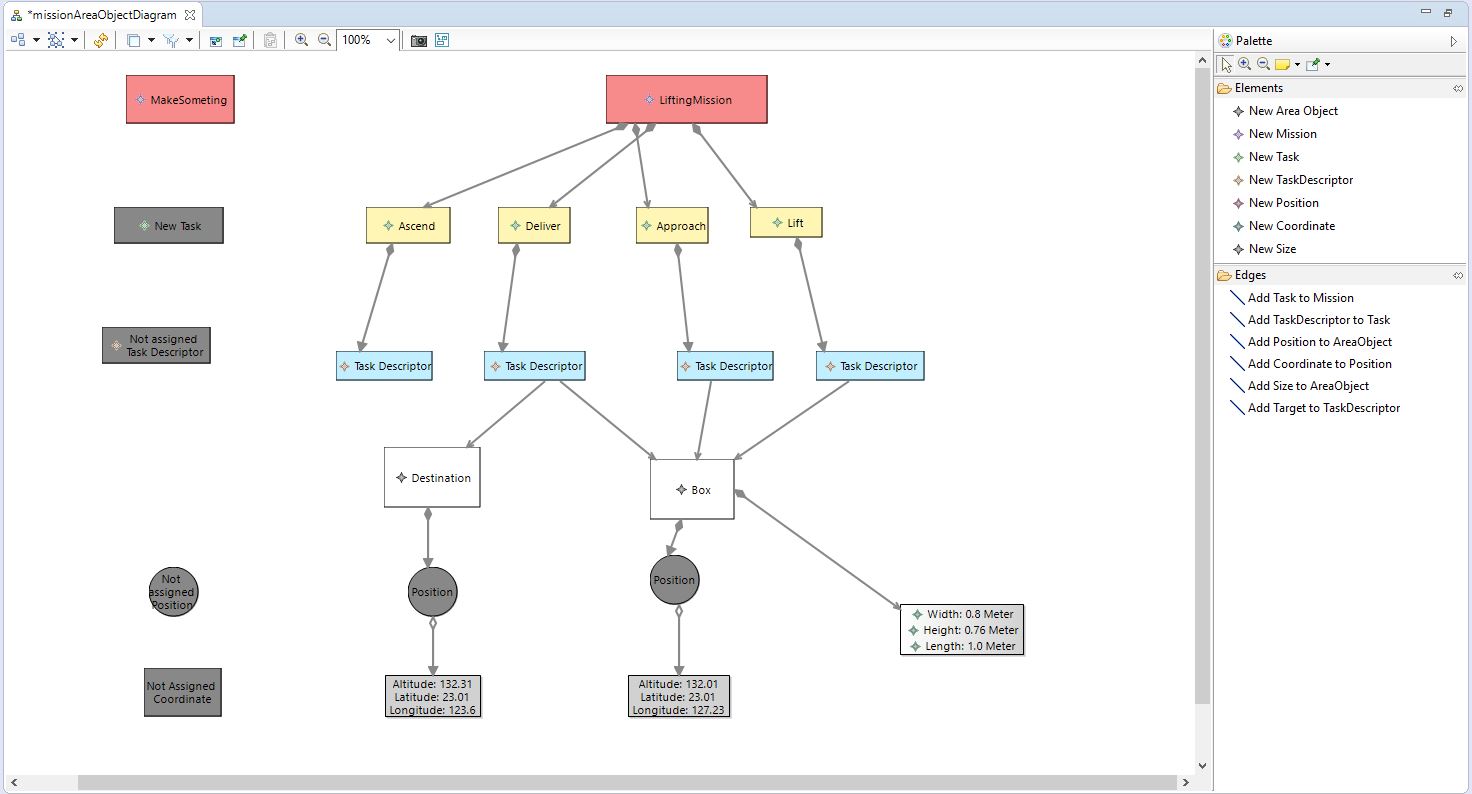 *missionAreaObjectDiagram
100%
MakeSometing
LiftingMission
New Task
Ascend
Deliver
Approach
Lift
Not assigned
Task Descriptor
Task Descriptor
Task Descriptor
Task Descriptor
Task Descriptor
Destination
Box
Not
assigned
Position
Position
Position
Width: 0.8 Meter
Height: 0.76 Meter
Length: 1.0 Meter
Not Assigned
Coordinate
Altitude: 132.31
Latitude: 23.01
Longitude: 123.6
Altitude: 132.01
Latitude: 23.01
Longitude: 127.23
Palette
Elements
New Area Object
New Mission
New Task
New TaskDescriptor
New Position
New Coordinate
New Size
Edges
Add Task to Mission
Add TaskDescriptor to Task
Add Position to AreaObject
Add Coordinate to Position
Add Size to AreaObject
Add Target to TaskDescriptor